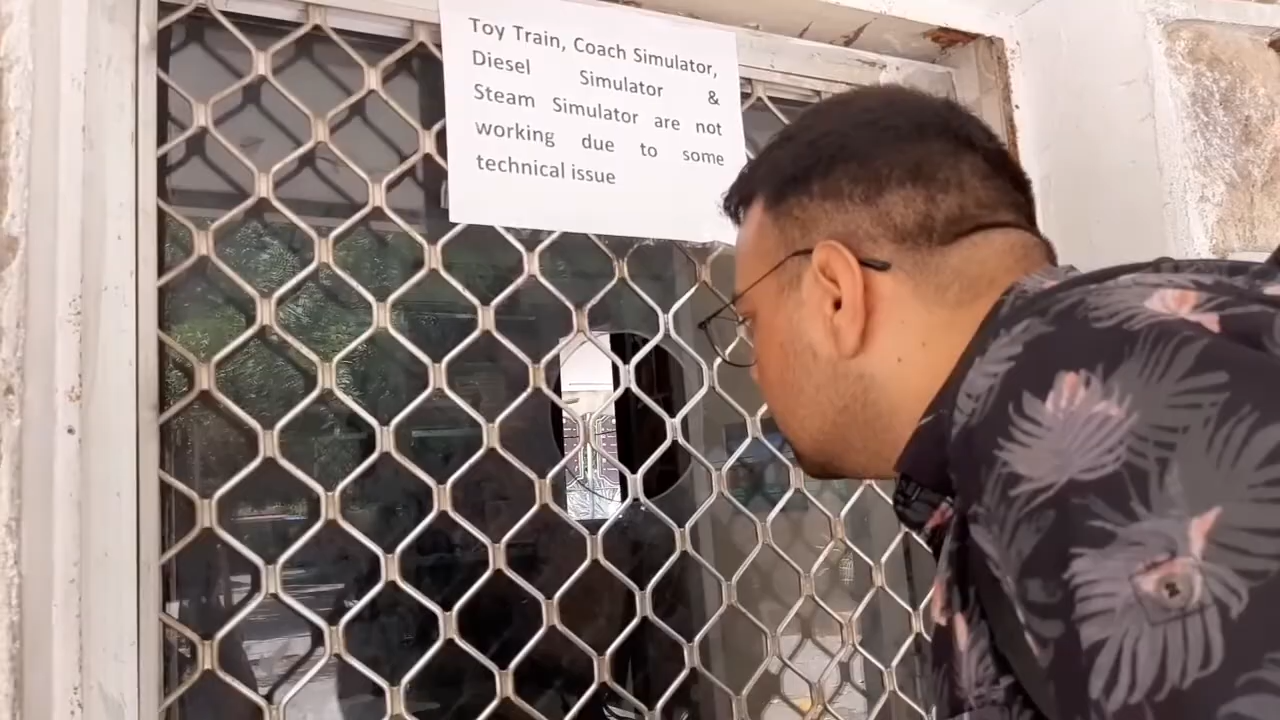 Toy Train, Coach Simulator,
Diesel Simulator &
Steam Simulator are not
working due to some
technical issue